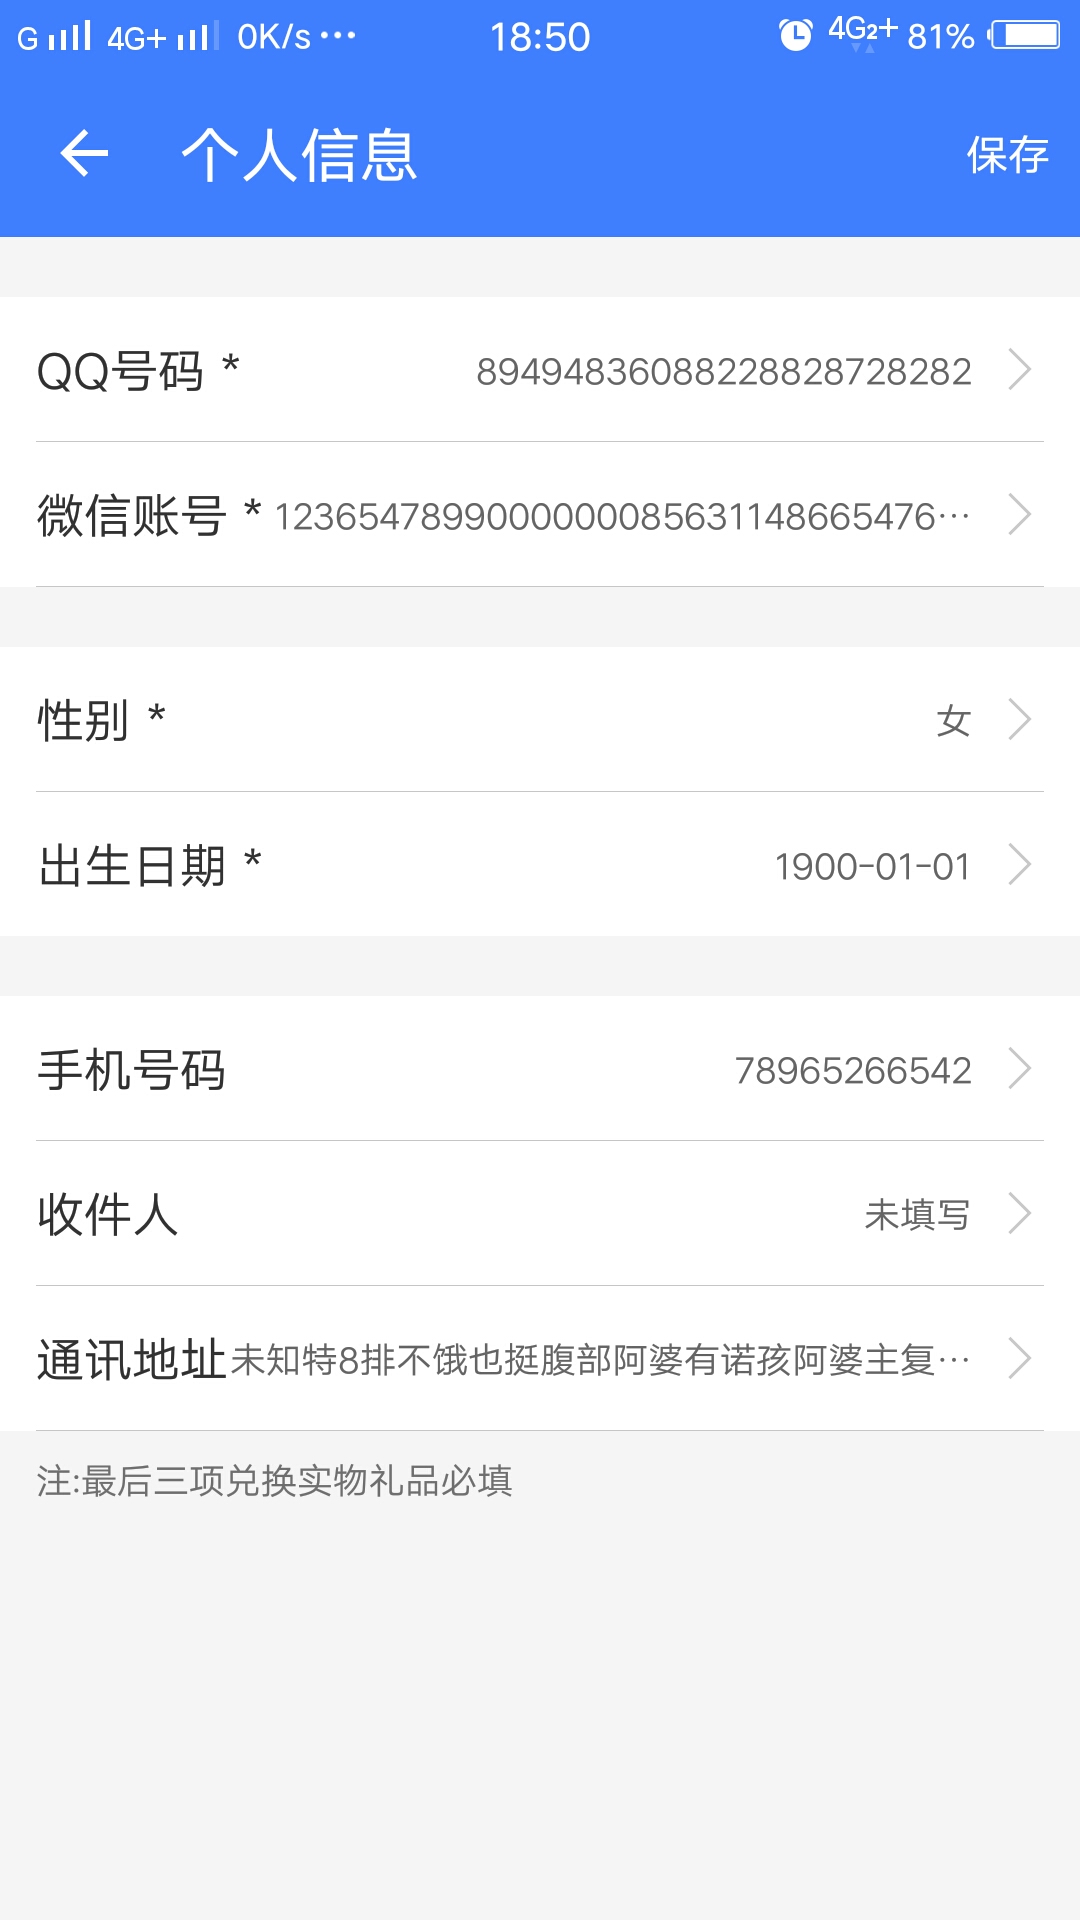 G 4G+ 0K/s ··· 18:50 4G2+ 81%
个人信息 保存
QQ号码 * 89494836088228828728282
微信账号 * 1236547899000000085631148665476···
性别 * 女
出生日期 * 1900-01-01
手机号码 78965266542
收件人 未填写
通讯地址 未知特8排不饿也挺腹部阿婆有诺孩阿婆主复···
注:最后三项兑换实物礼品必填